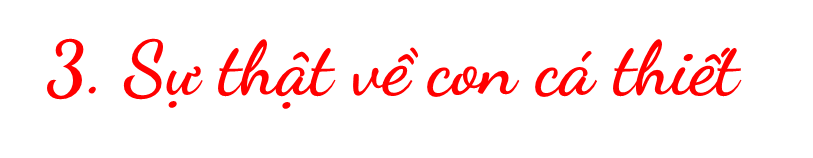 3. Sự thật về con cá thiết